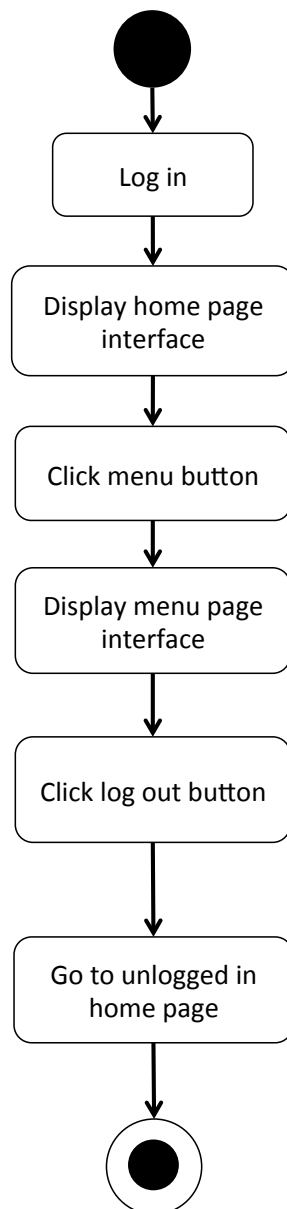 Log in
Display home page
interface
Click menu button
Display menu page
interface
Click log out button
Go to unlogged in
home page